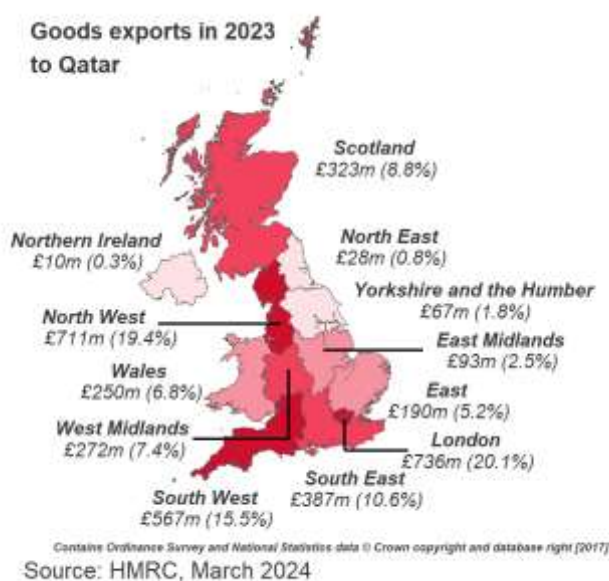 Goods exports in 2023
to Qatar
Scotland
£323m (8.8%)
Northern Ireland
£10m (0.3%)
North East
£28m (0.8%)
Yorkshire and the Humber
£67m (1.8%)
North West
£711m (19.4%)
East Midlands
£93m (2.5%)
Wales
£250m (6.8%)
East
£190m (5.2%)
West Midlands
£272m (7.4%)
London
£736m (20.1%)
South East
£387m (10.6%)
South West
£567m (15.5%)
Contains Ordinance Survey and National Statistics data © Crown copyright and database right [2017]
Source: HMRC, March 2024